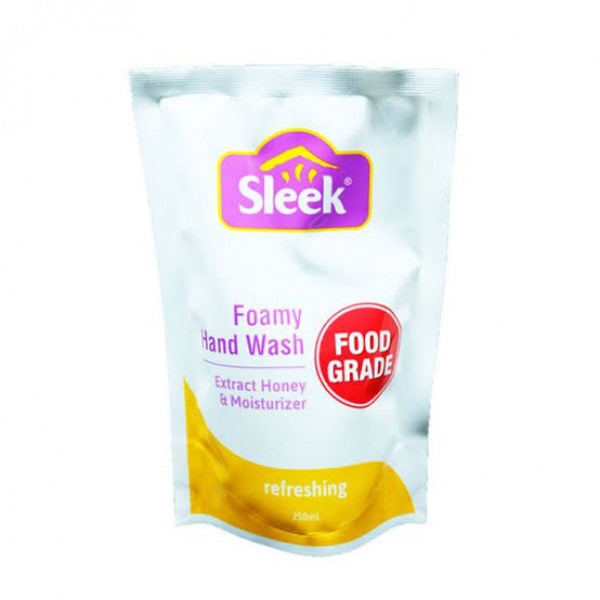 Sleek®
Foamy
Hand Wash
Extract Honey
& Moisturizer
FOOD
GRADE
refreshing
250mL